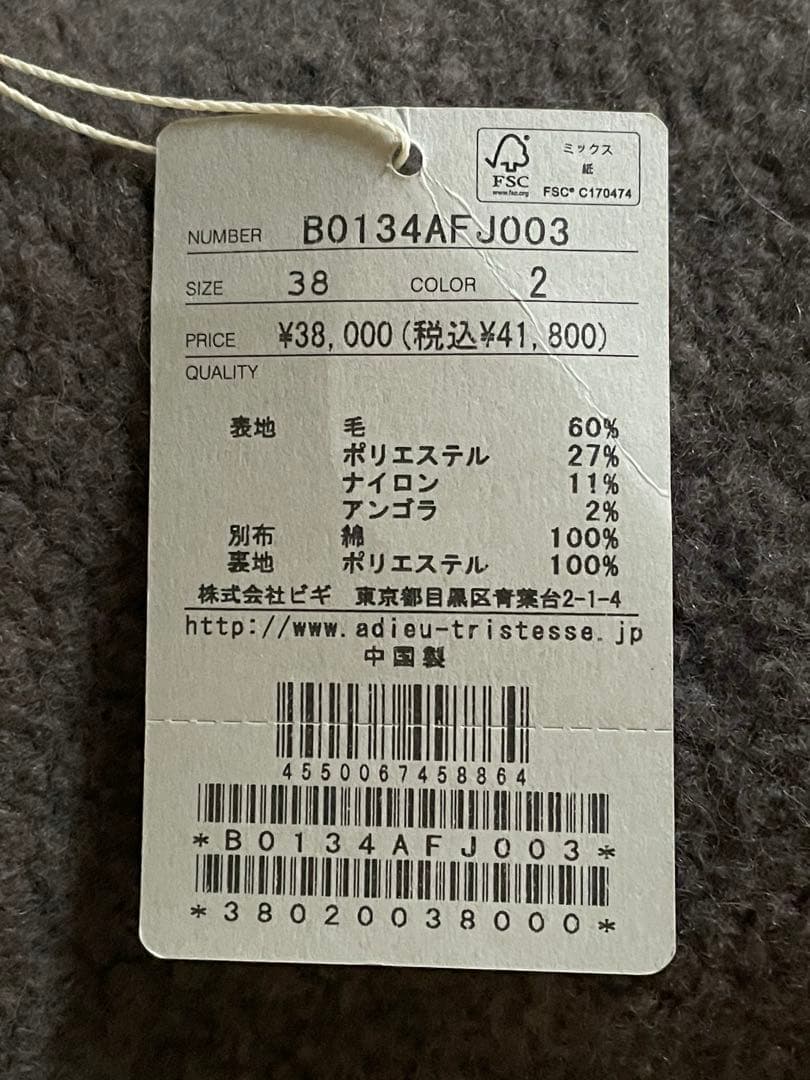 ミックス
紙
FSC
www.fsc.org
FSC® C170474
NUMBER B0134AFJ003
SIZE 38 COLOR 2
PRICE ¥38,000(税込¥41,800)
QUALITY
表地 毛 60%
ポリエステル 27%
ナイロン 11%
アンゴラ 2%
別布 綿 100%
裏地 ポリエステル 100%
株式会社ビギ 東京都目黒区青葉台2-1-4
http://www.adieu-tristesse.jp
中国製
4550067458864
*B0134AFJ003*
*38020038000*